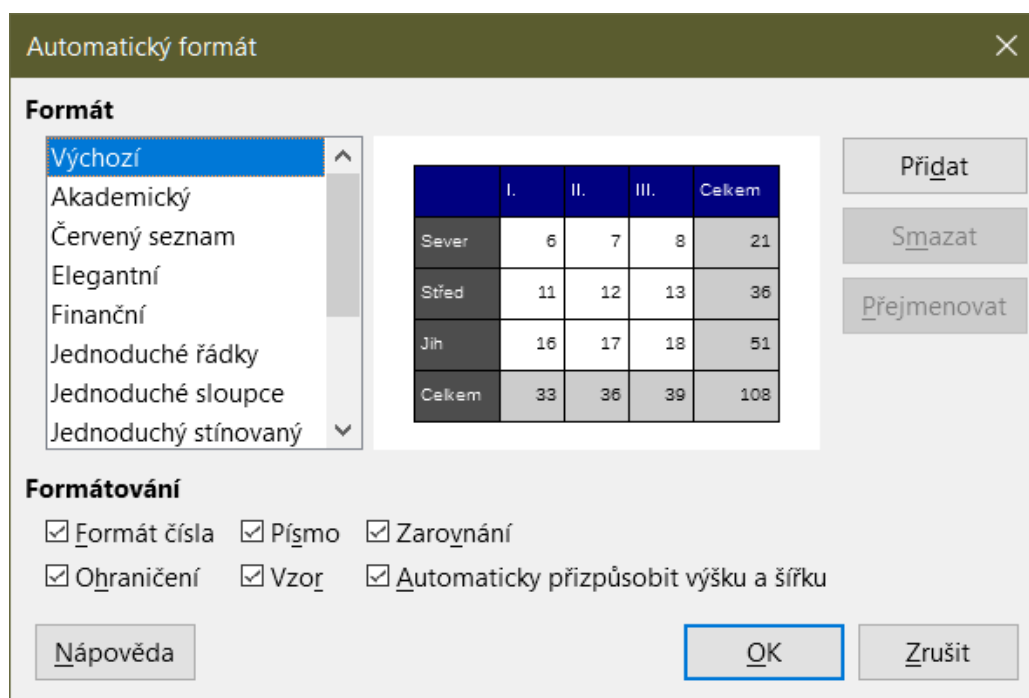 Automatický formát
Formát
Výchozí
Akademický
Červený seznam
Elegantní
Finanční
Jednoduché řádky
Jednoduché sloupce
Jednoduchý stínovaný
I. II. III. Celkem
Sever 6 7 8 21
Střed 11 12 13 36
Jih 16 17 18 51
Celkem 33 36 39 108
Přidat
Smazat
Přejmenovat
Formátování
Formát čísla Písmo Zarovnání
Ohraničení Vzor Automaticky přizpůsobit výšku a šířku
Nápověda OK Zrušit